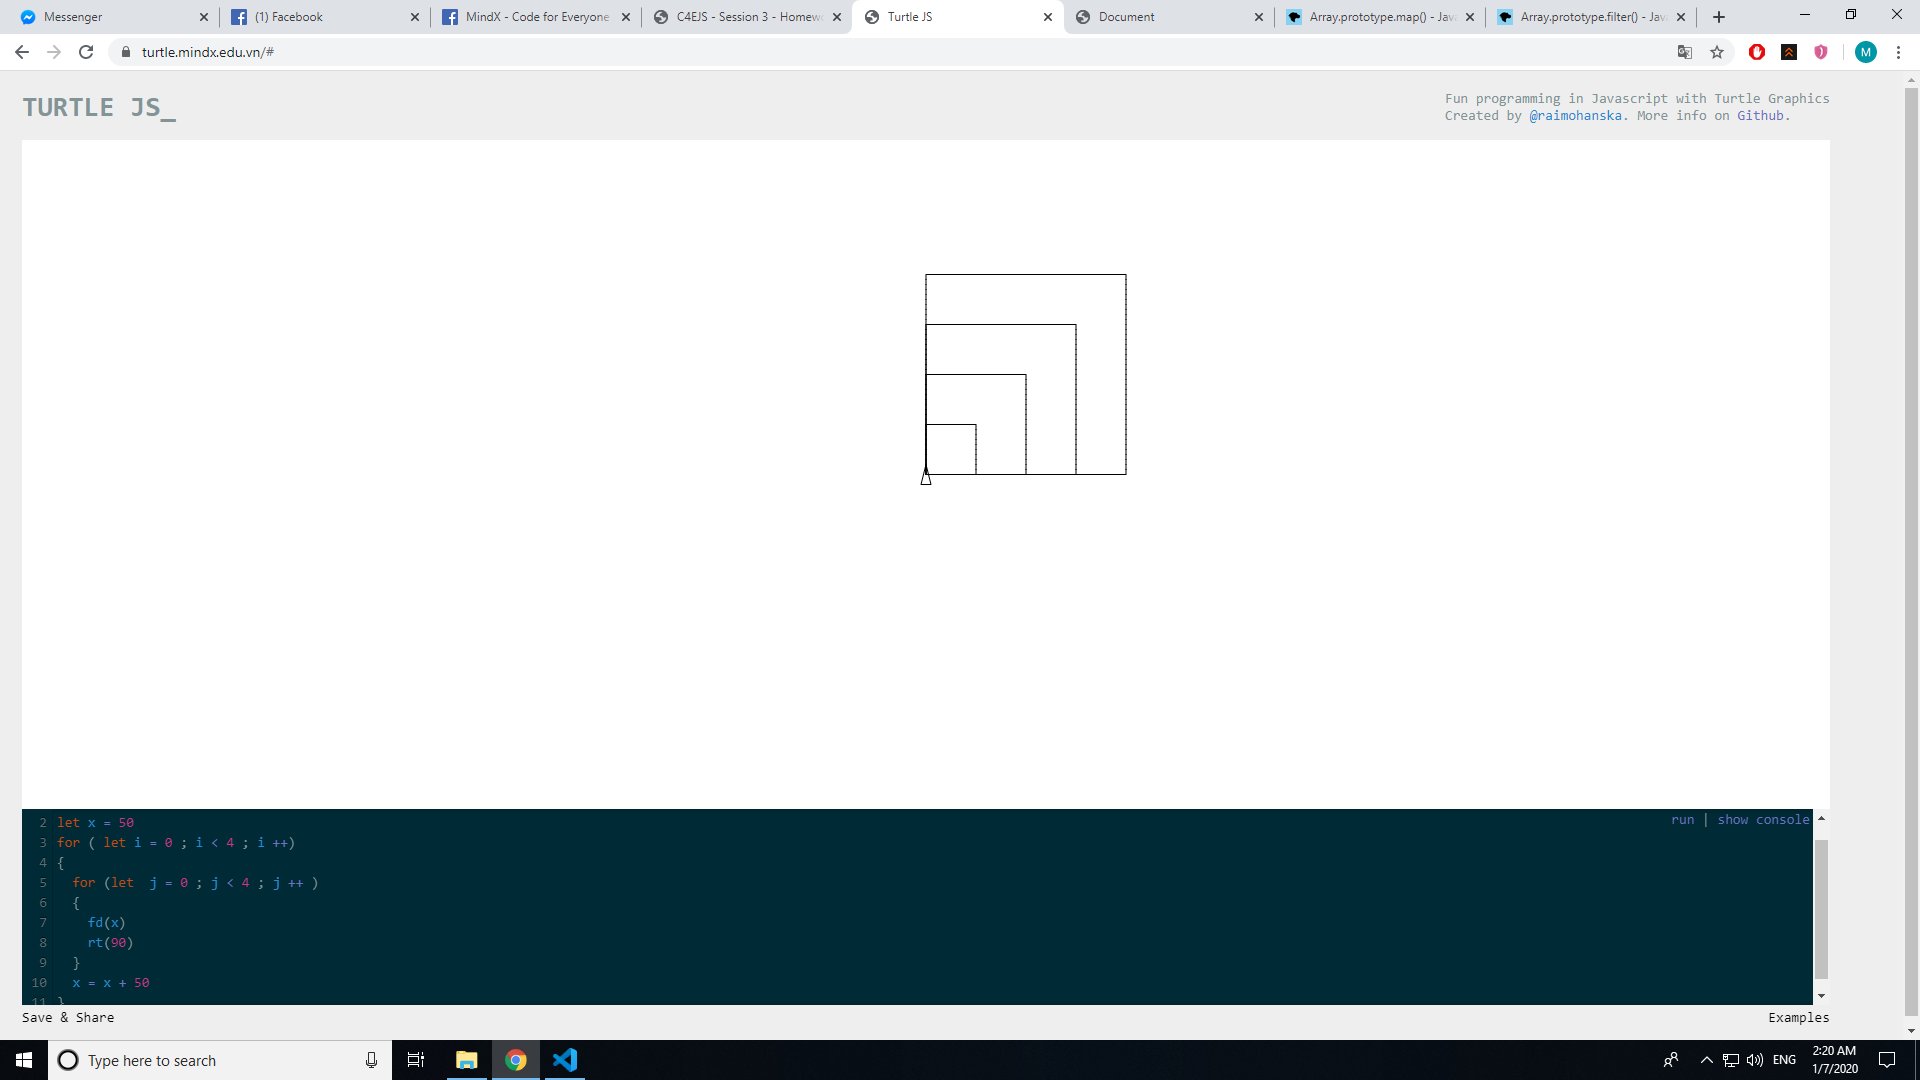 Messenger
(1) Facebook
MindX - Code for Everyone
C4EJS - Session 3 - Homew
Turtle JS
Document
Array.prototype.map() - Jav
Array.prototype.filter() - Jav
turtle.mindx.edu.vn/#
M
TURTLE JS_
Fun programming in Javascript with Turtle Graphics
Created by @raimohanska. More info on Github.
run | show console
2 let x = 50
3 for ( let i = 0 ; i < 4 ; i ++)
4 {
5 for (let  j = 0 ; j < 4 ; j ++ )
6 {
7 fd(x)
8 rt(90)
9 }
10 x = x + 50
11 }
Save & Share
Examples
Type here to search
ENG
2:20 AM
1/7/2020